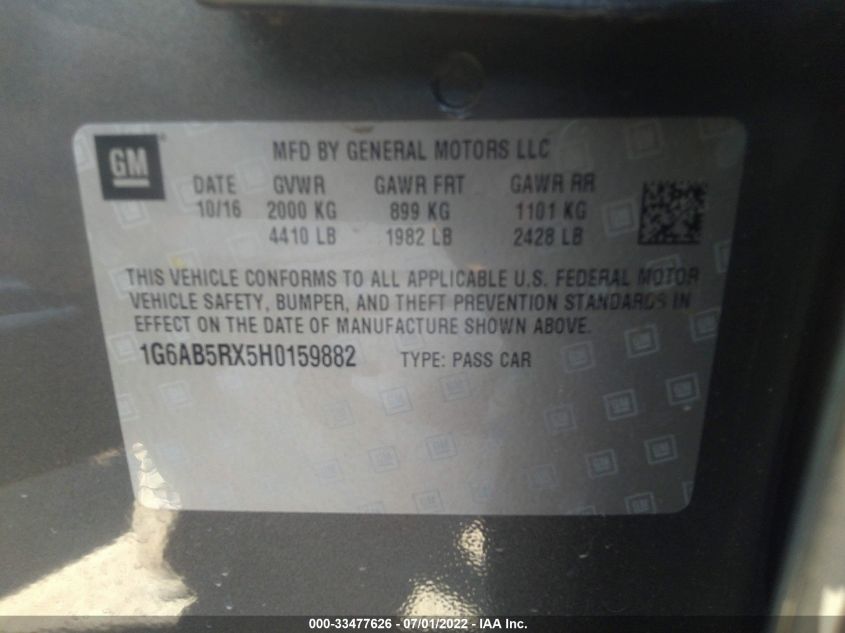 GM
MFD BY GENERAL MOTORS LLC
DATE GVWR GAWR FRT GAWR RR
10/16 2000 KG 899 KG 1101 KG
4410 LB 1982 LB 2428 LB
THIS VEHICLE CONFORMS TO ALL APPLICABLE U.S. FEDERAL MOTOR
VEHICLE SAFETY, BUMPER, AND THEFT PREVENTION STANDARDS IN
EFFECT ON THE DATE OF MANUFACTURE SHOWN ABOVE.
1G6AB5RX5H0159882 TYPE: PASS CAR
000-33477626 - 07/01/2022 - IAA Inc.